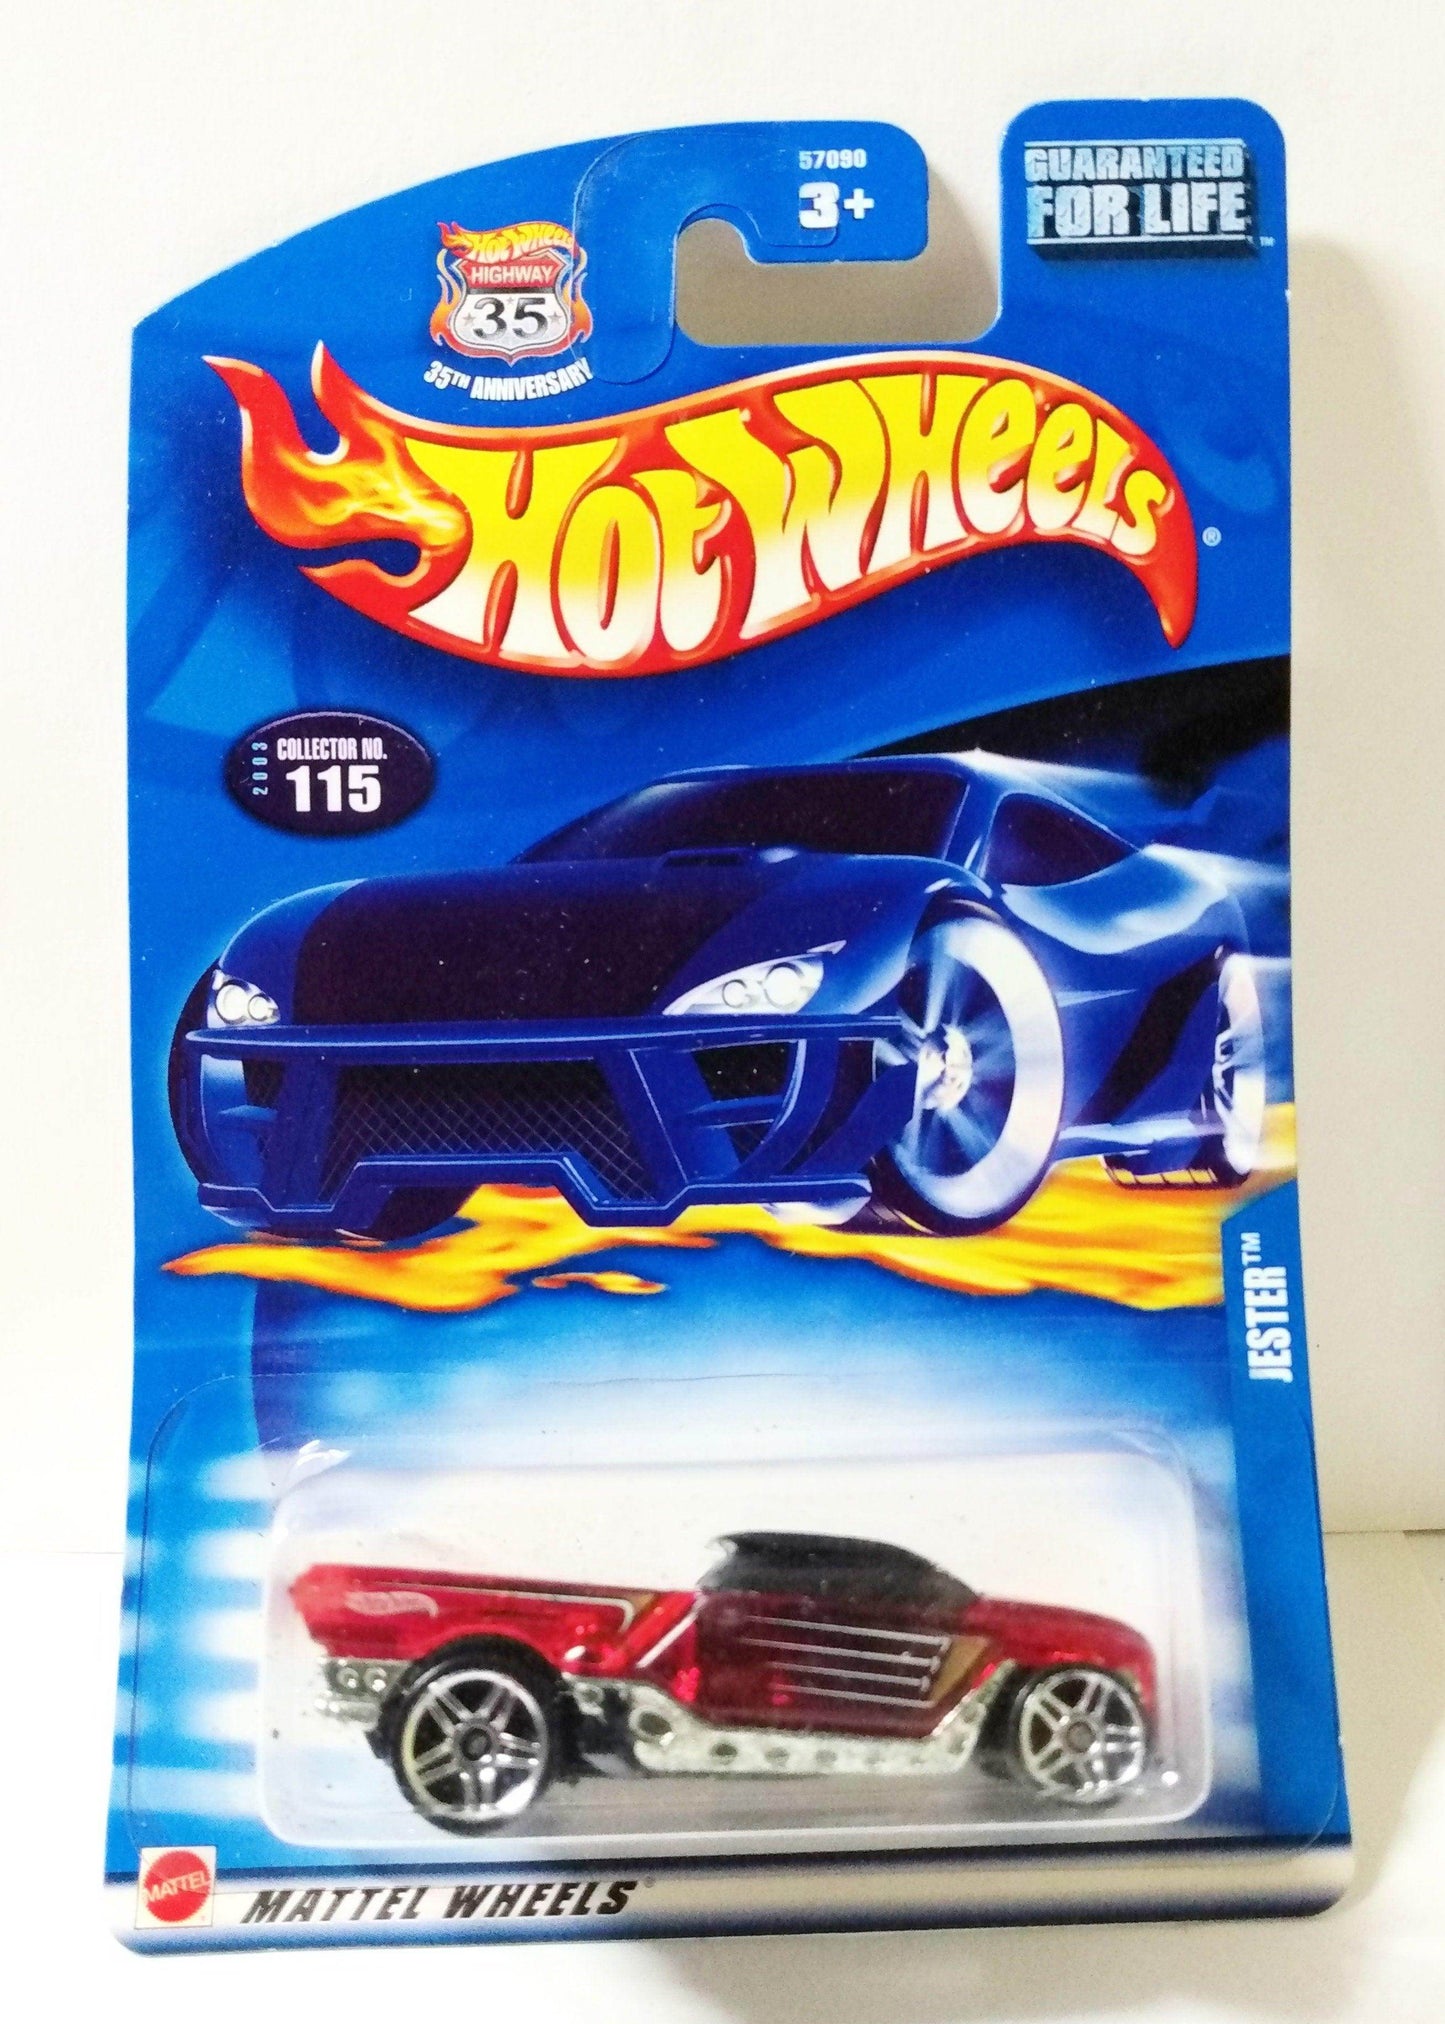 57090
3+
GUARANTEED
FOR LIFE™
HOT WHEELS
HIGHWAY
35
35TH ANNIVERSARY
HOT WHEELS®
2003
COLLECTOR NO.
115
JESTER™
MATTEL
MATTEL WHEELS®